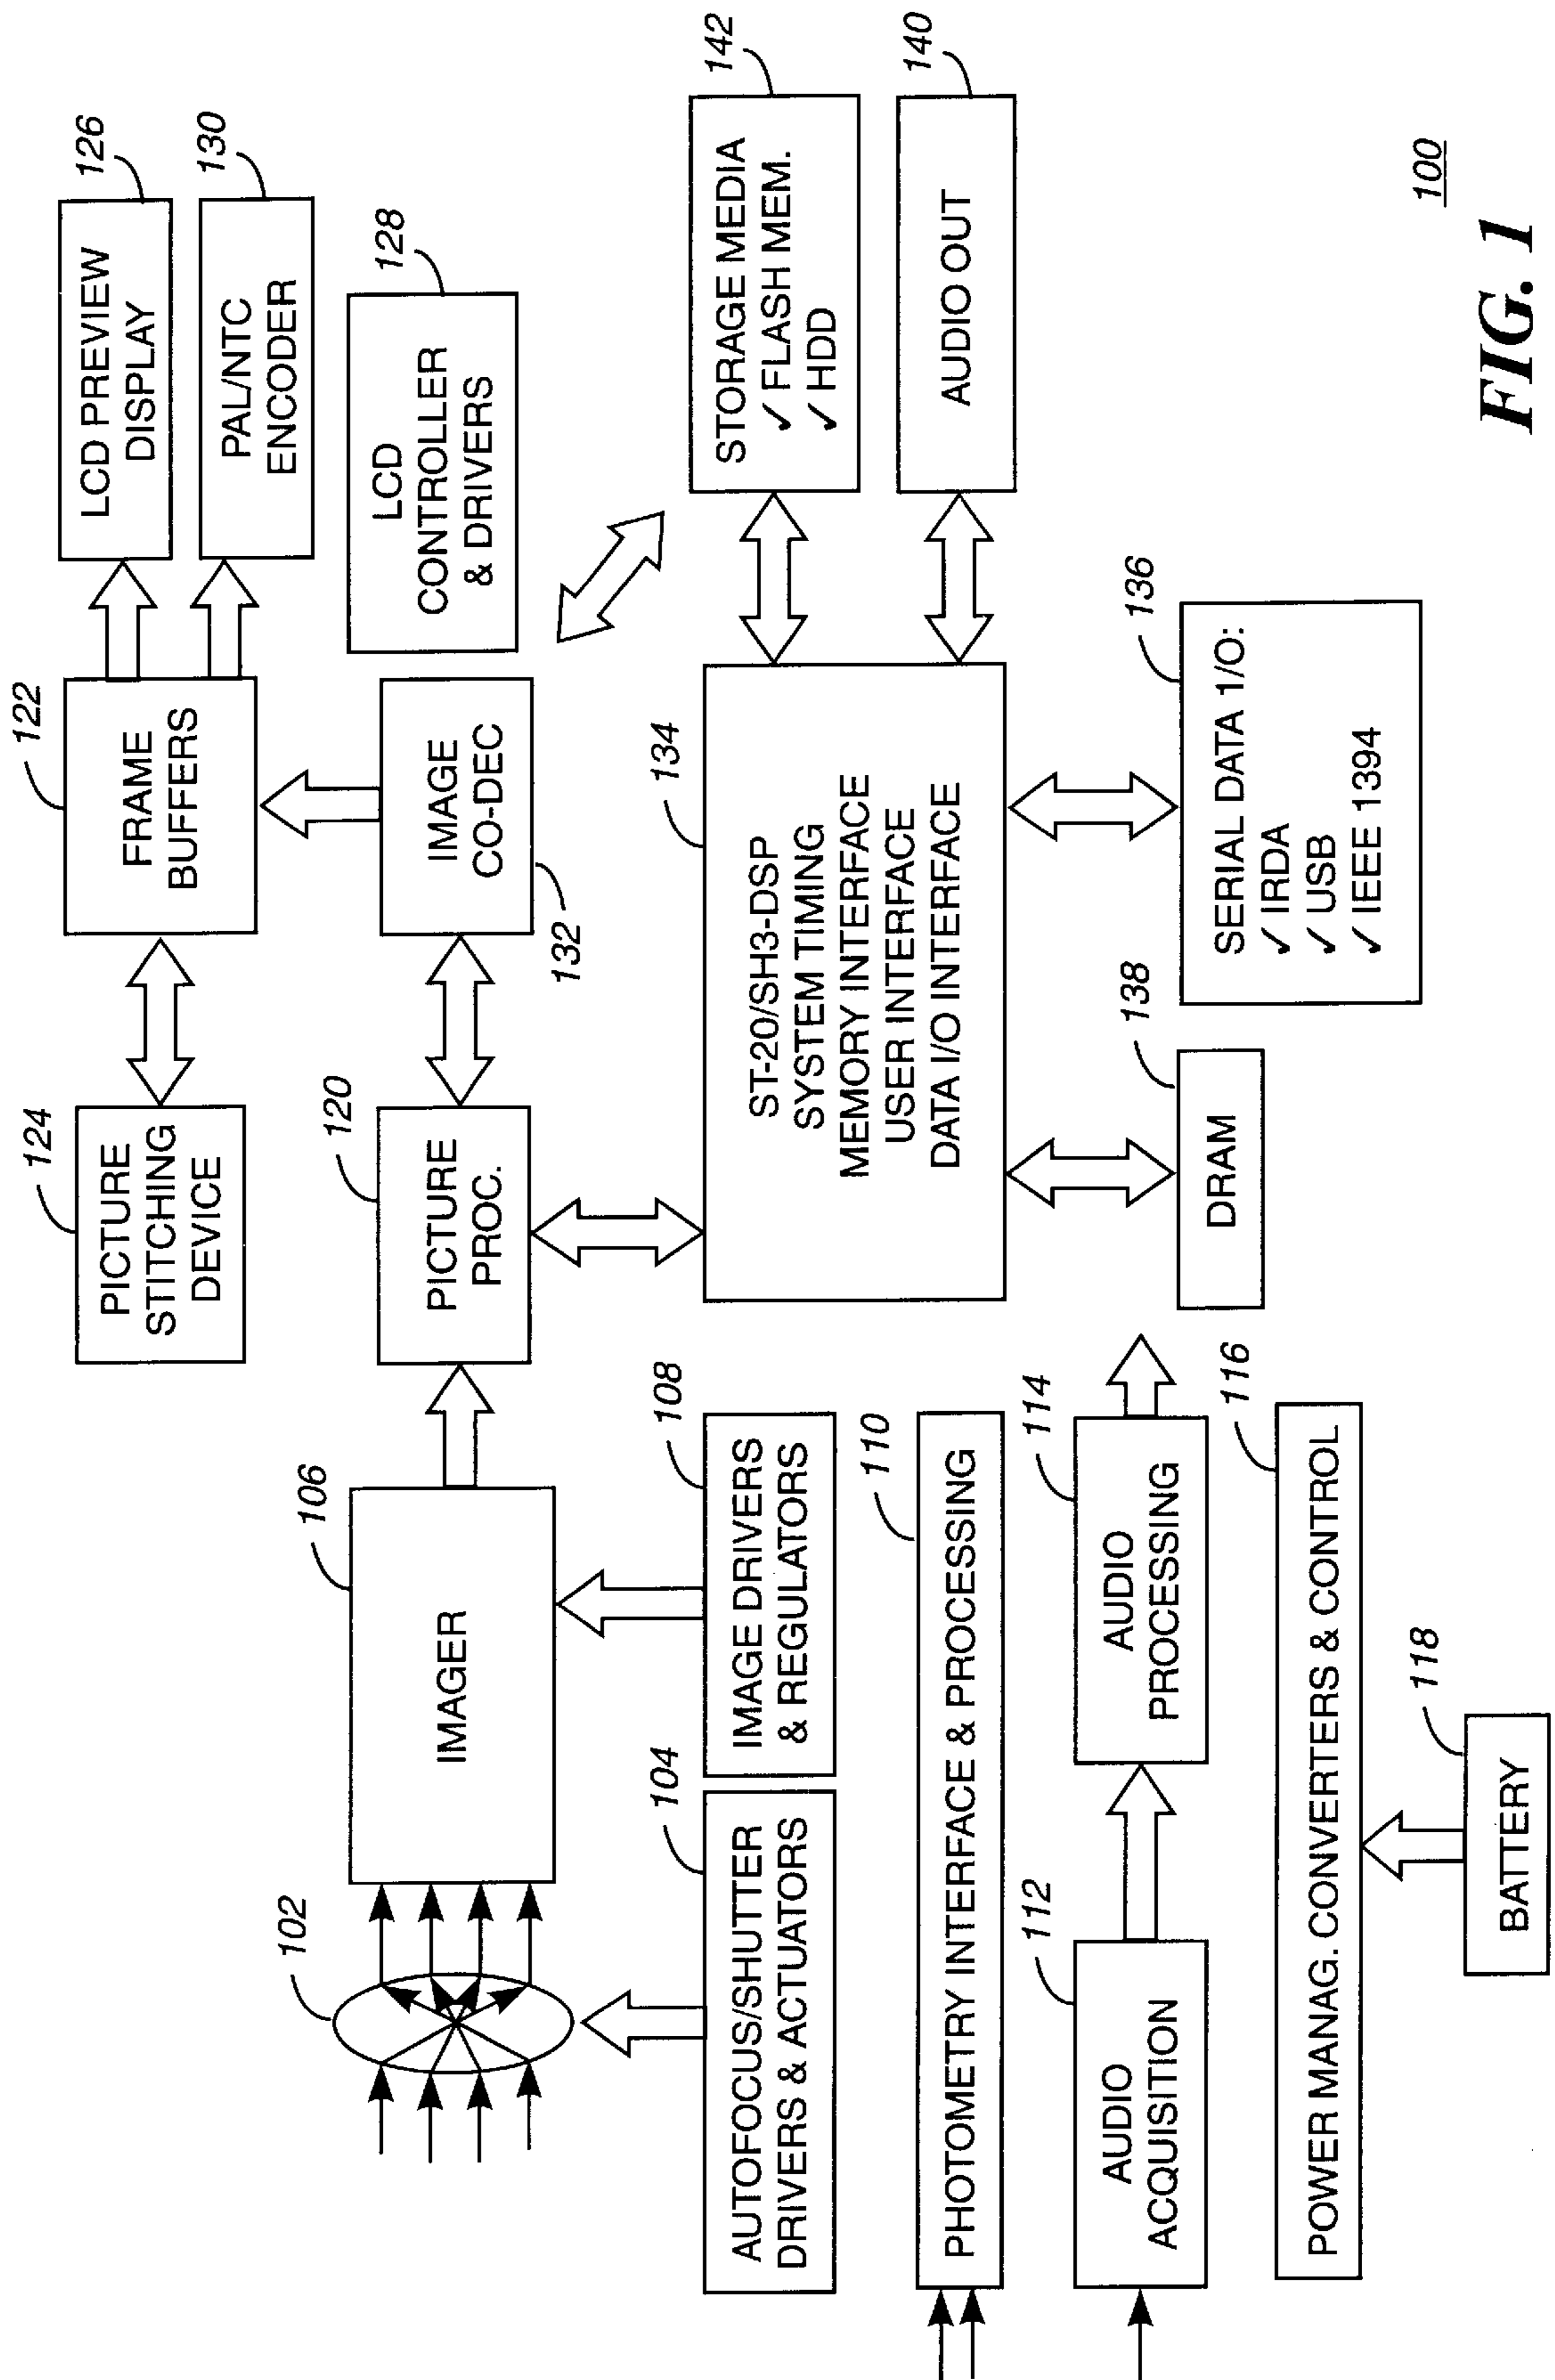 124
PICTURE
STITCHING
DEVICE
122
FRAME
BUFFERS
126
LCD PREVIEW
DISPLAY
130
PAL/NTC
ENCODER
102
106
IMAGER
120
PICTURE
PROC.
IMAGE
CO-DEC
132
128
LCD
CONTROLLER
& DRIVERS
104
AUTOFOCUS/SHUTTER
DRIVERS & ACTUATORS
108
IMAGE DRIVERS
& REGULATORS
134
ST-20/SH3-DSP
SYSTEM TIMING
MEMORY INTERFACE
USER INTERFACE
DATA I/O INTERFACE
142
STORAGE MEDIA
✓ FLASH MEM.
✓ HDD
140
AUDIO OUT
110
PHOTOMETRY INTERFACE & PROCESSING
112
AUDIO
ACQUISITION
114
AUDIO
PROCESSING
138
DRAM
136
SERIAL DATA 1/O:
✓ IRDA
✓ USB
✓ IEEE 1394
116
POWER MANAG. CONVERTERS & CONTROL
118
BATTERY
100
FIG. 1